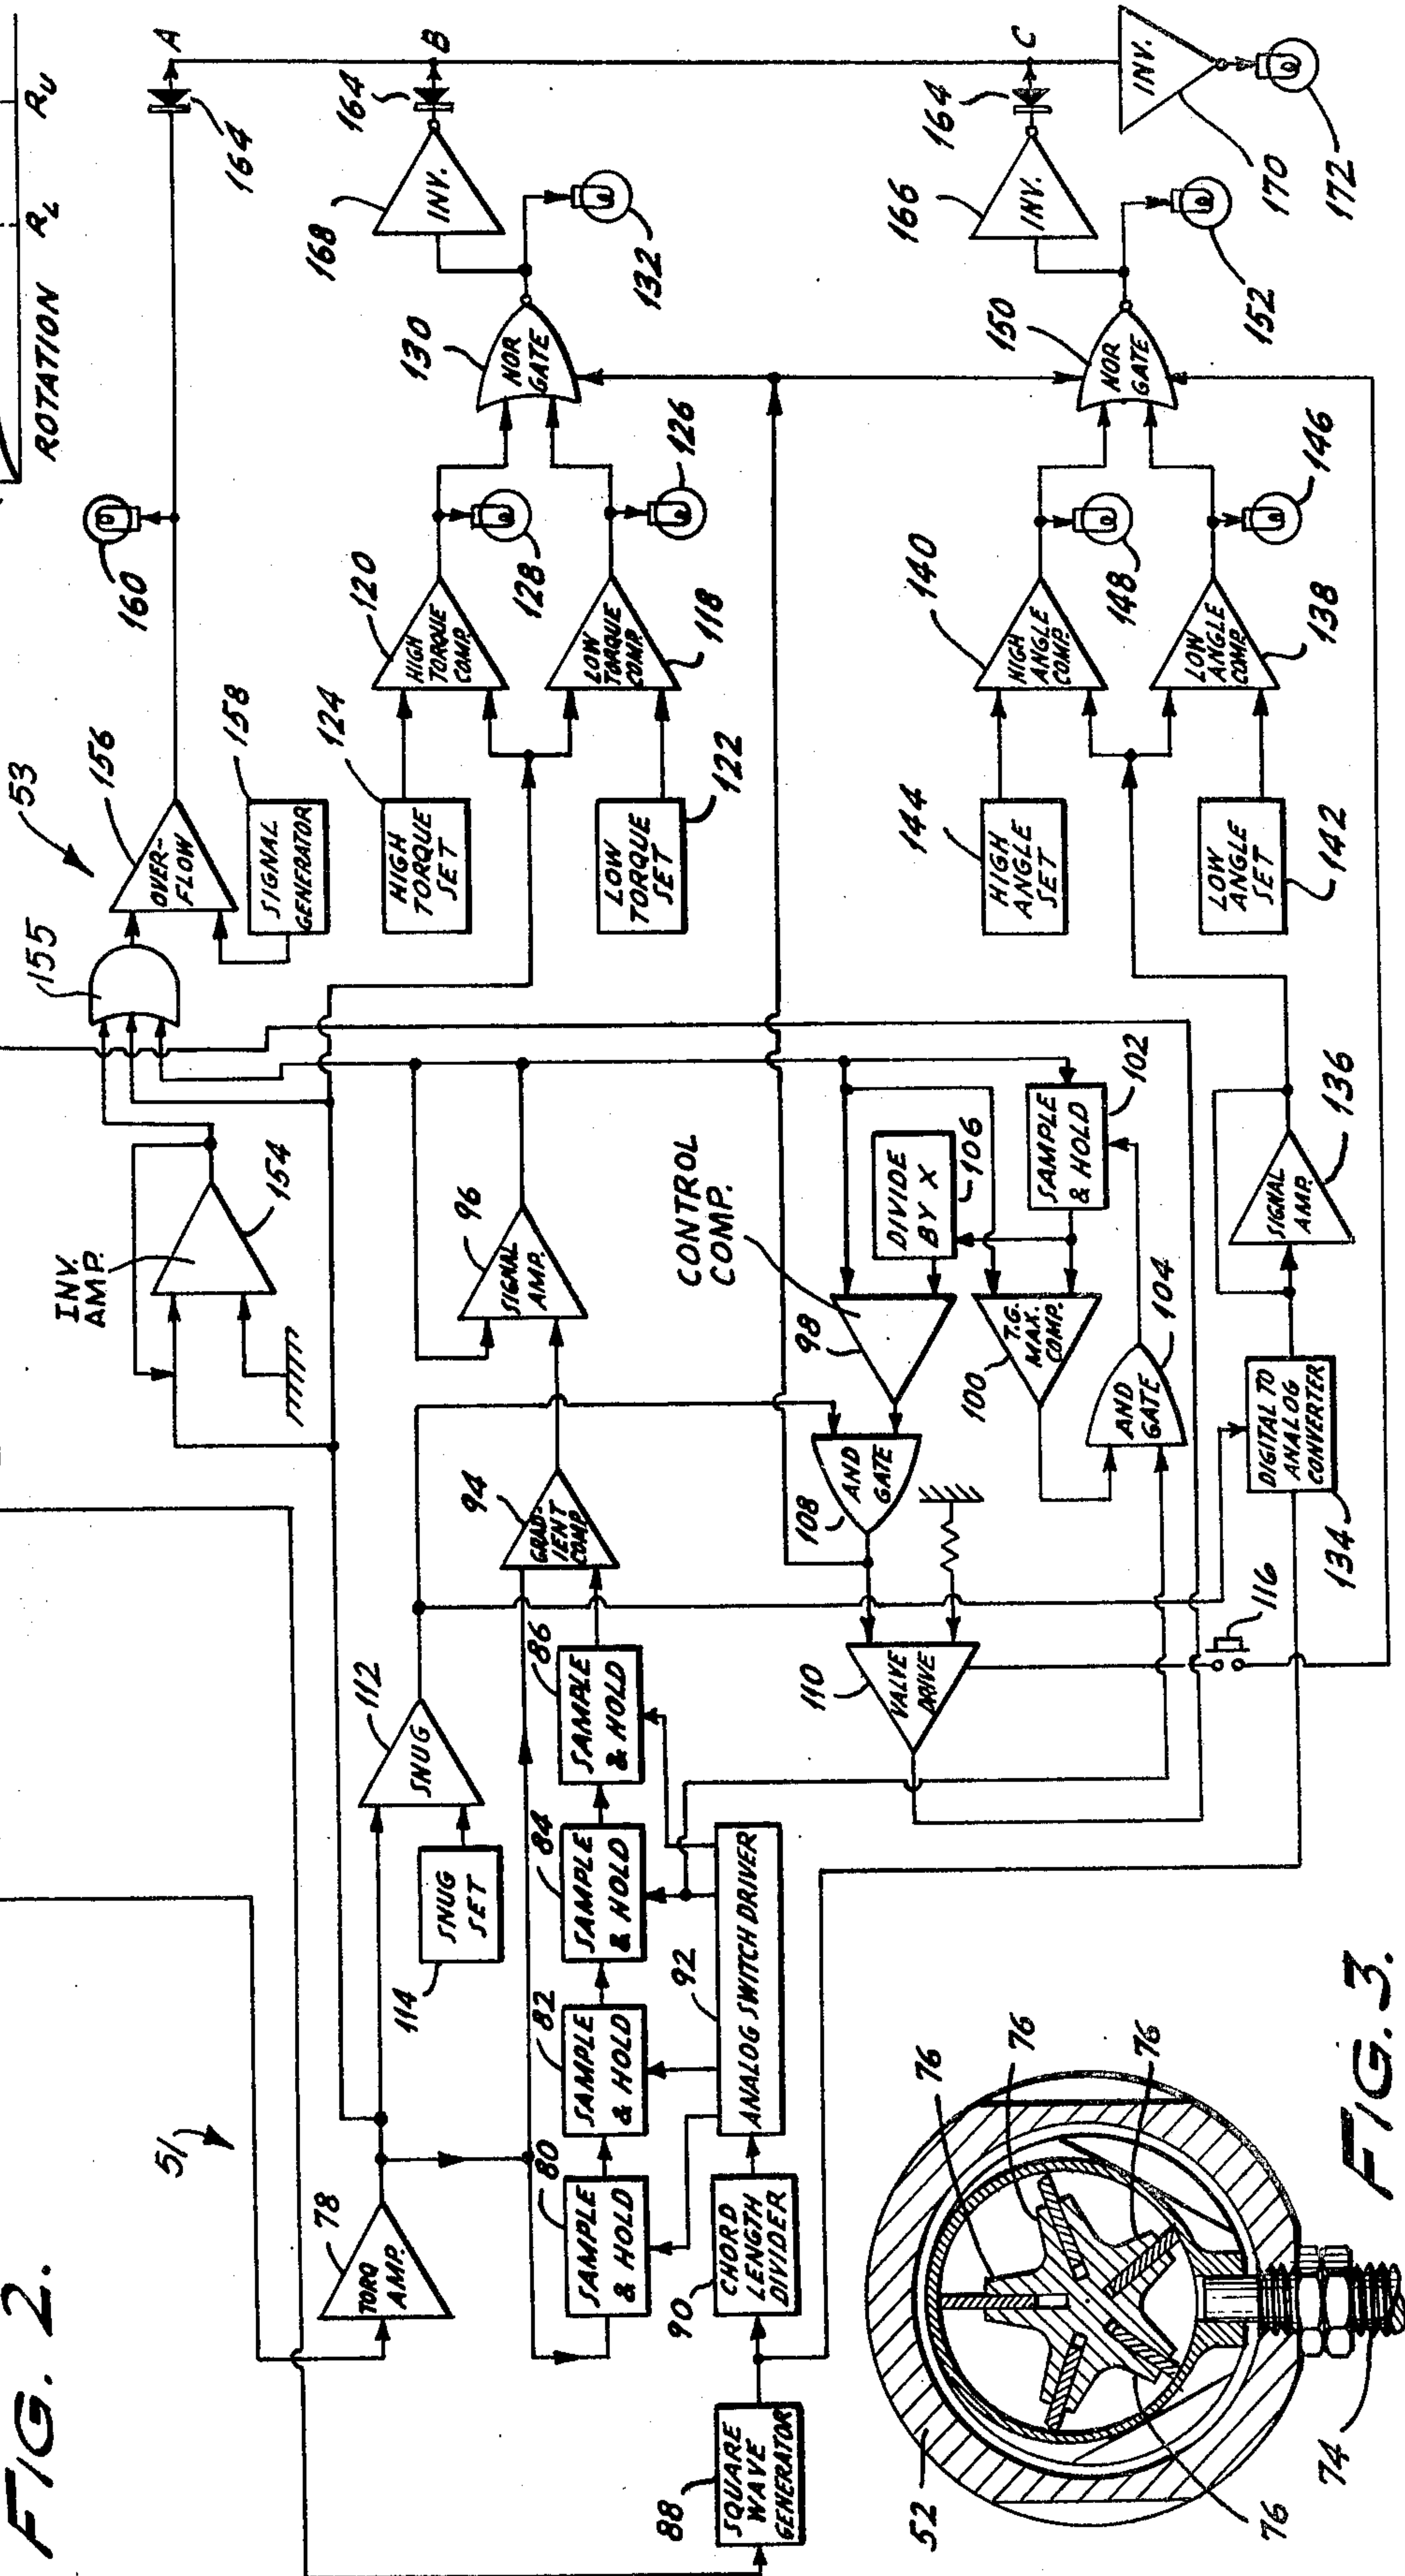 FIG. 2.
51
53
ROTATION
RL
RU
78
TORQ
AMP.
112
SNUG
114
SNUG
SET
80
SAMPLE
& HOLD
82
SAMPLE
& HOLD
84
SAMPLE
& HOLD
86
SAMPLE
& HOLD
88
SQUARE
WAVE
GENERATOR
90
CHORD
LENGTH
DIVIDER
92
ANALOG SWITCH DRIVER
94
GRAD-
IENT
COMP.
96
SIGNAL
AMP.
INV.
AMP.
154
155
156
OVER-
FLOW
158
SIGNAL
GENERATOR
160
164
A
124
HIGH
TORQUE
SET
122
LOW
TORQUE
SET
120
HIGH
TORQUE
COMP.
118
LOW
TORQUE
COMP.
128
126
130
NOR
GATE
132
168
INV.
164
B
CONTROL
COMP.
98
DIVIDE
BY X
106
102
SAMPLE
& HOLD
100
T.G.
MAX.
COMP.
104
AND
GATE
108
AND
GATE
110
VALVE
DRIVE
116
134
DIGITAL TO
ANALOG
CONVERTER
136
SIGNAL
AMP.
144
HIGH
ANGLE
SET
142
LOW
ANGLE
SET
140
HIGH
ANGLE
COMP.
138
LOW
ANGLE
COMP.
148
146
150
NOR
GATE
152
166
INV.
164
C
INV.
170
172
52
76
76
76
76
74
FIG. 3.